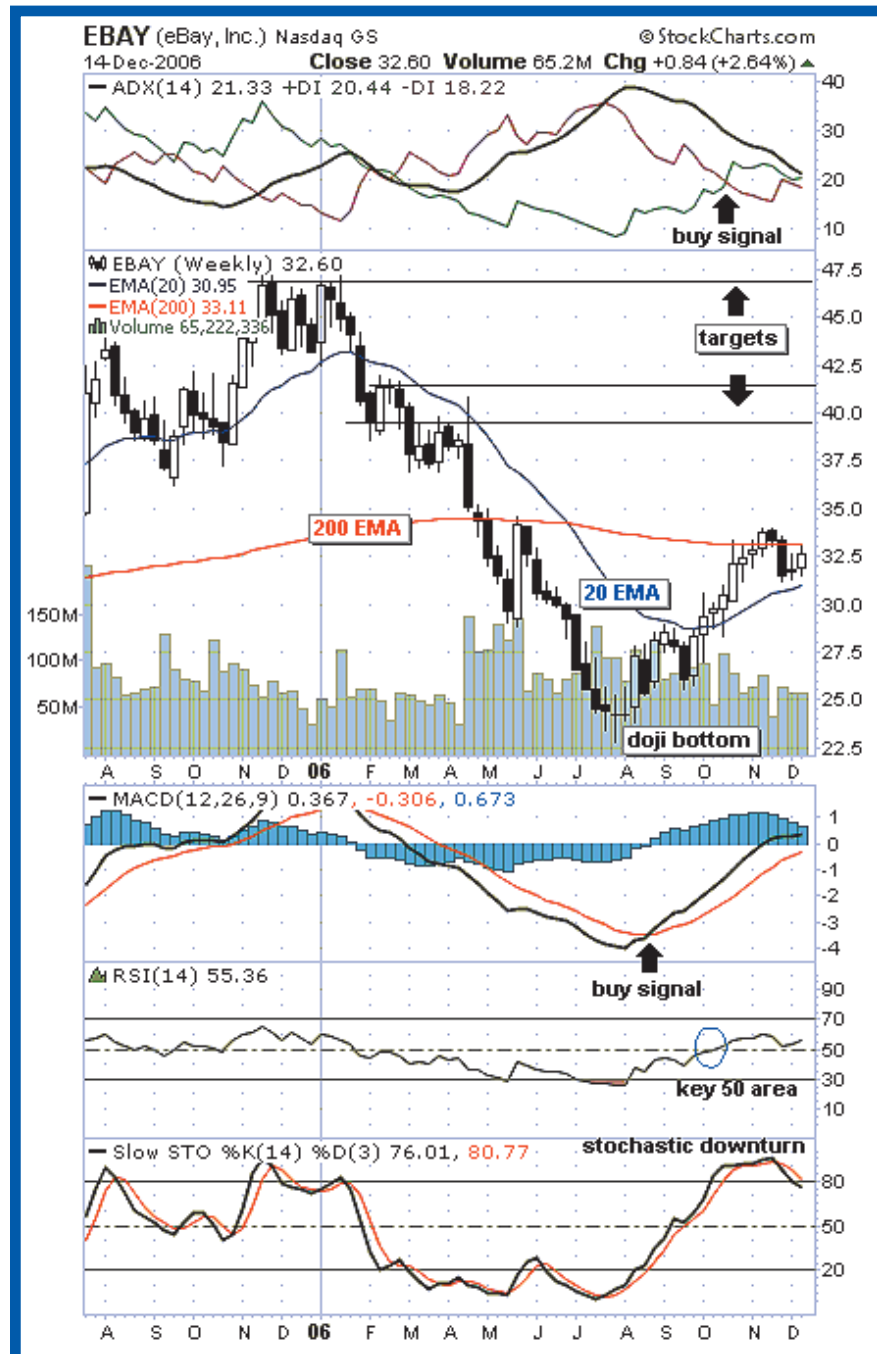 EBAY (eBay, Inc.) Nasdaq GS © StockCharts.com
14-Dec-2006 Close 32.60 Volume 65.2M Chg +0.84 (+2.64%)
ADX(14) 21.33 +DI 20.44 -DI 18.22
40
30
20
10
buy signal
EBAY (Weekly) 32.60
EMA(20) 30.95
EMA(200) 33.11
Volume 65,222,336
47.5
45.0
42.5
40.0
37.5
35.0
32.5
30.0
27.5
25.0
22.5
targets
200 EMA
20 EMA
150M
100M
50M
doji bottom
A S O N D 06 F M A M J J A S O N D
MACD(12,26,9) 0.367, -0.306, 0.673
1
0
-1
-2
-3
-4
buy signal
RSI(14) 55.36
90
70
50
30
10
key 50 area
Slow STO %K(14) %D(3) 76.01, 80.77
stochastic downturn
80
50
20
A S O N D 06 F M A M J J A S O N D